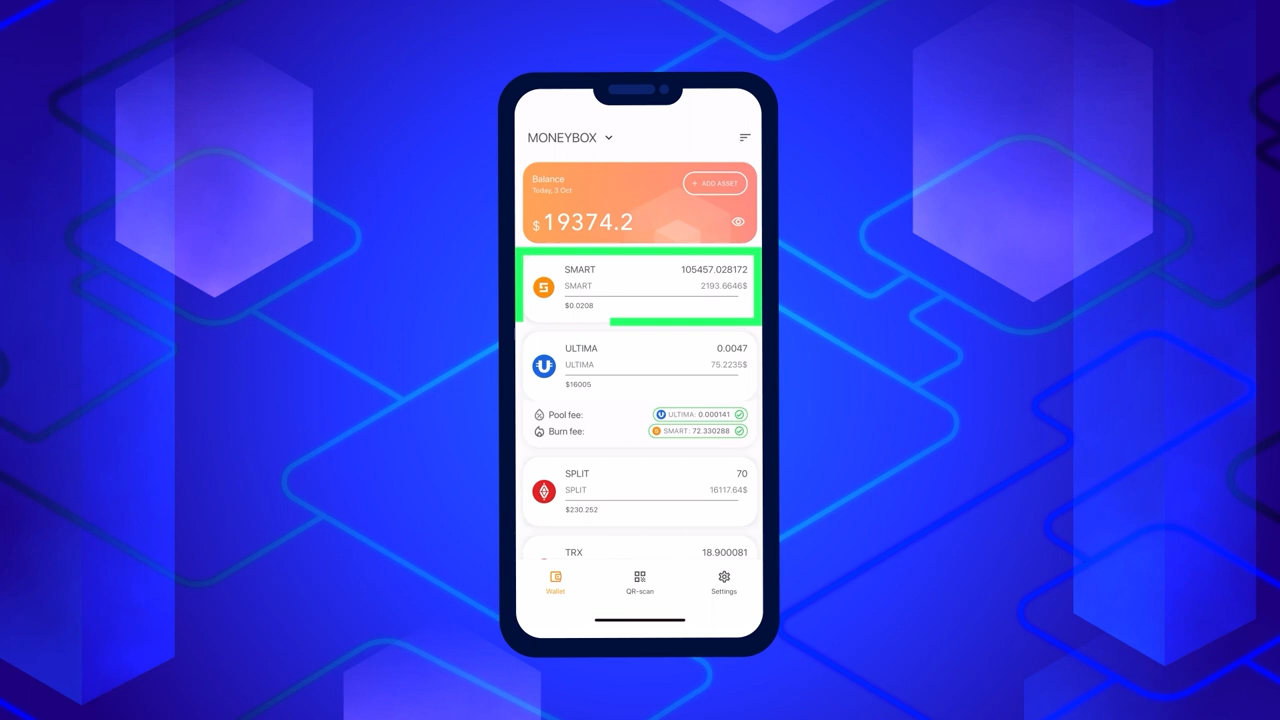 MONEYBOX
Balance
Today, 3 Oct
+ ADD ASSET
$19374.2
SMART 105457.028172
SMART 2193.6646$
$0.0208
ULTIMA 0.0047
ULTIMA 75.2235$
$16005
Pool fee: ULTIMA: 0.000141
Burn fee: SMART: 72.330288
SPLIT 70
SPLIT 16117.64$
$230.252
TRX 18.900081
Wallet QR-scan Settings